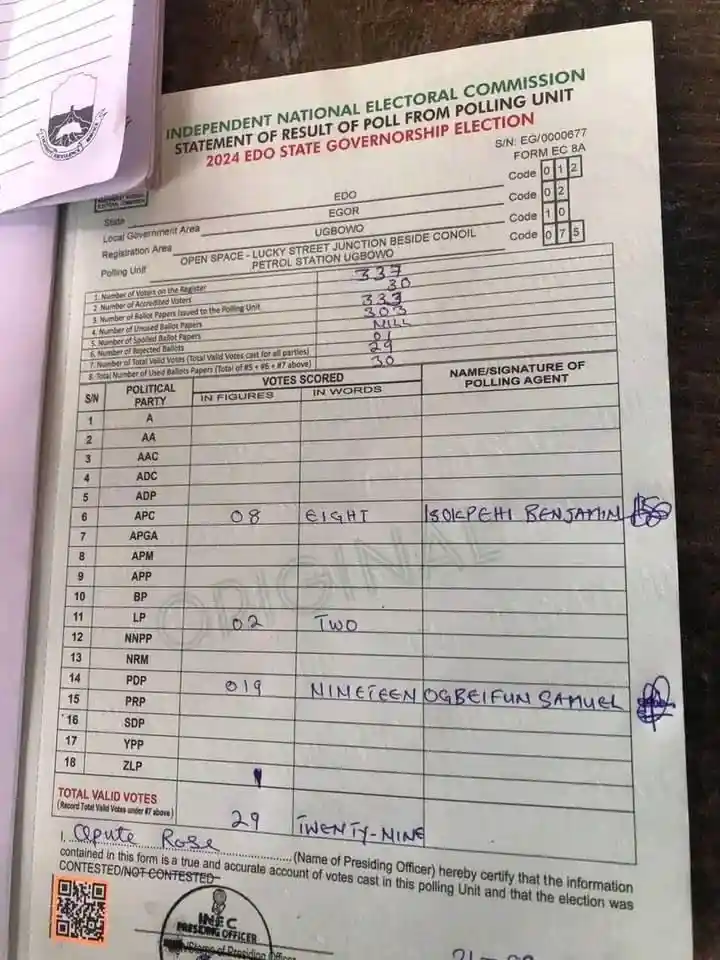 INDEPENDENT NATIONAL ELECTORAL COMMISSION
STATEMENT OF RESULT OF POLL FROM POLLING UNIT
2024 EDO STATE GOVERNORSHIP ELECTION
S/N: EG/0000677
FORM EC 8A
State EDO Code 0 1 2
Local Government Area EGOR Code 0 2
Registration Area UGBOWO Code 1 0
Polling Unit OPEN SPACE - LUCKY STREET JUNCTION BESIDE CONOIL PETROL STATION UGBOWO Code 0 7 5
1. Number of Voters on the Register 337
2. Number of Accredited Voters 30
3. Number of Ballot Papers Issued to the Polling Unit 333
4. Number of Unused Ballot Papers 303
5. Number of Spoiled Ballot Papers NILL
6. Number of Rejected Ballots 01
7. Number of Total Valid Votes (Total Valid Votes cast for all parties) 29
8. Total Number of Used Ballots Papers (Total of #5 + #6 + #7 above) 30
S/N POLITICAL PARTY VOTES SCORED NAME/SIGNATURE OF POLLING AGENT
IN FIGURES IN WORDS
1 A
2 AA
3 AAC
4 ADC
5 ADP
6 APC 08 EIGHT ISOKPEHI BENJAMIN
7 APGA
8 APM
9 APP
10 BP
11 LP 02 TWO
12 NNPP
13 NRM
14 PDP 019 NINETEEN OGBEIFUN SAMUEL
15 PRP
16 SDP
17 YPP
18 ZLP
ORIGINAL
TOTAL VALID VOTES 29 TWENTY-NINE
(Record Total Valid Votes under #7 above)
I, Opute Rose (Name of Presiding Officer) hereby certify that the information
contained in this form is a true and accurate account of votes cast in this polling Unit and that the election was
CONTESTED/NOT CONTESTED
INEC
PRESIDING OFFICER
/Stamp of Presiding Officer